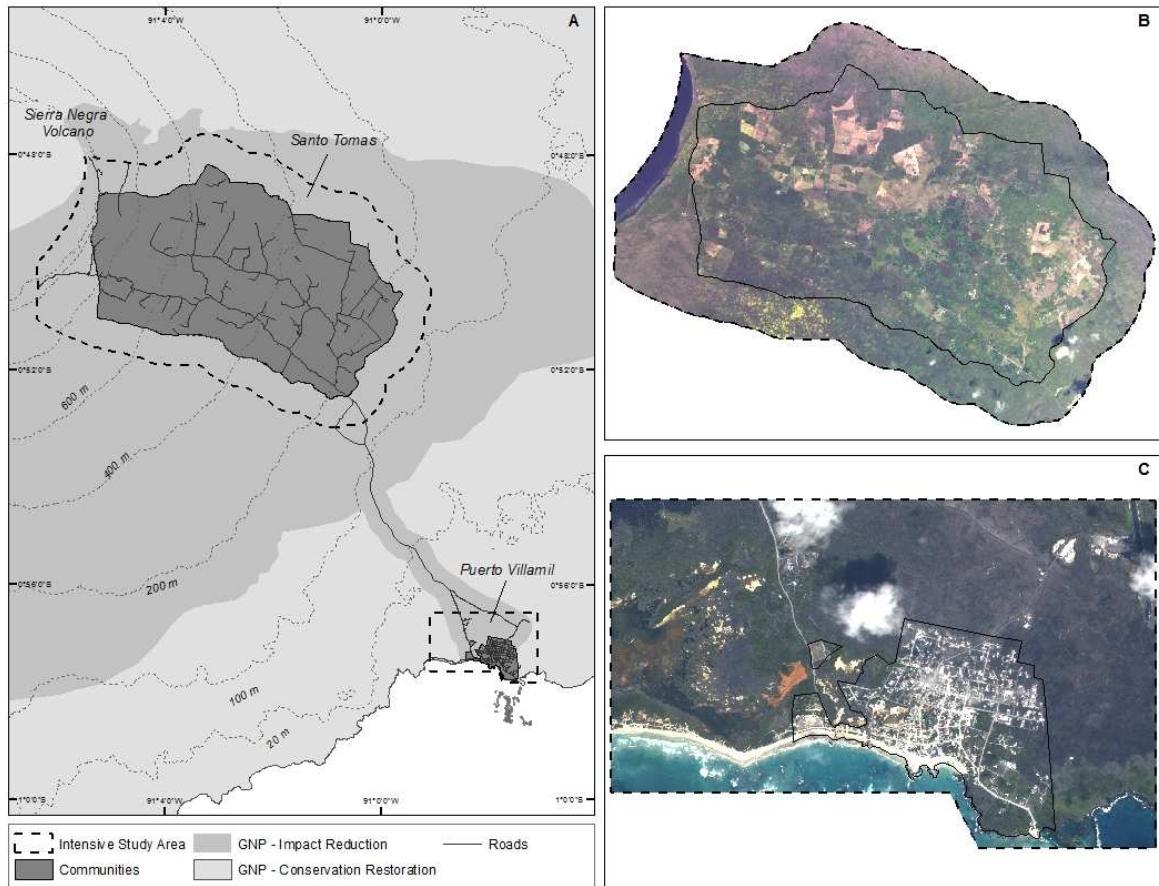 91°4'0"W
91°0'0"W
A
Sierra Negra
Volcano
Santo Tomas
0°48'0"S
0°48'0"S
0°52'0"S
0°52'0"S
600 m
400 m
200 m
0°56'0"S
0°56'0"S
Puerto Villamil
100 m
20 m
1°0'0"S
1°0'0"S
91°4'0"W
91°0'0"W
B
C
Intensive Study Area
GNP - Impact Reduction
Roads
Communities
GNP - Conservation Restoration